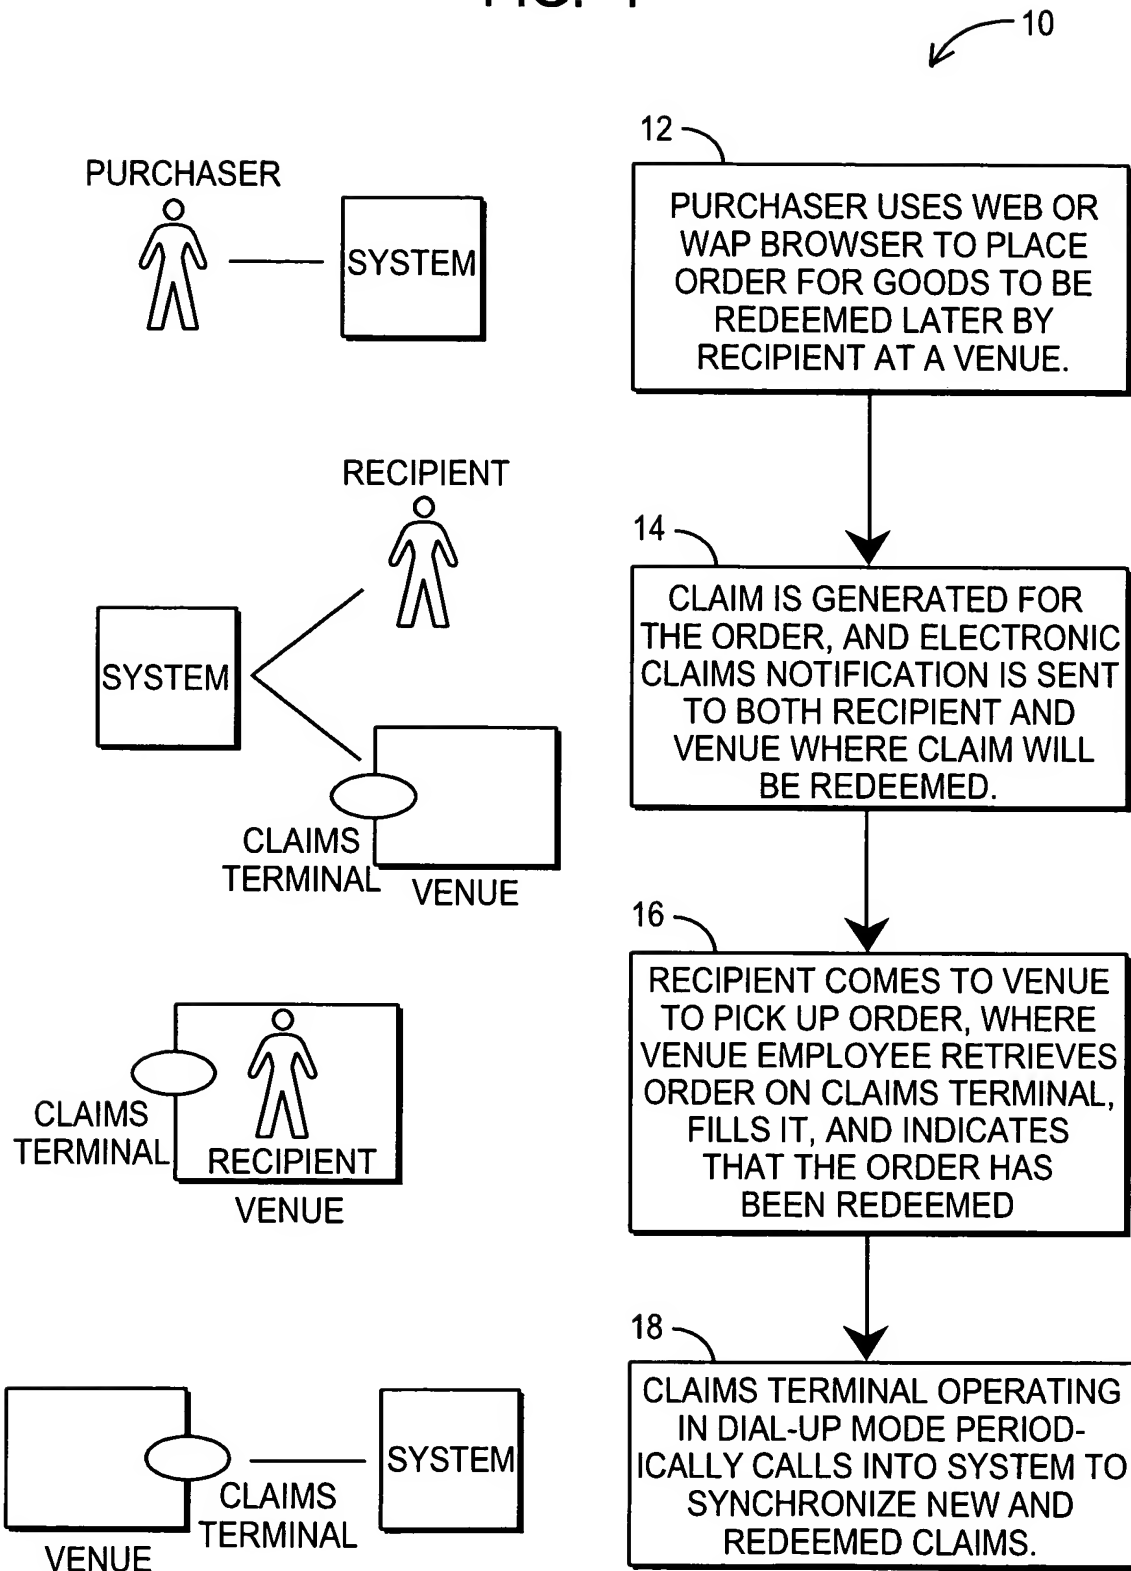 FIG. 1
10
12
PURCHASER
SYSTEM
PURCHASER USES WEB OR
WAP BROWSER TO PLACE
ORDER FOR GOODS TO BE
REDEEMED LATER BY
RECIPIENT AT A VENUE.
RECIPIENT
SYSTEM
CLAIMS
TERMINAL
VENUE
14
CLAIM IS GENERATED FOR
THE ORDER, AND ELECTRONIC
CLAIMS NOTIFICATION IS SENT
TO BOTH RECIPIENT AND
VENUE WHERE CLAIM WILL
BE REDEEMED.
CLAIMS
TERMINAL
RECIPIENT
VENUE
16
RECIPIENT COMES TO VENUE
TO PICK UP ORDER, WHERE
VENUE EMPLOYEE RETRIEVES
ORDER ON CLAIMS TERMINAL,
FILLS IT, AND INDICATES
THAT THE ORDER HAS
BEEN REDEEMED
VENUE
CLAIMS
TERMINAL
SYSTEM
18
CLAIMS TERMINAL OPERATING
IN DIAL-UP MODE PERIOD-
ICALLY CALLS INTO SYSTEM TO
SYNCHRONIZE NEW AND
REDEEMED CLAIMS.